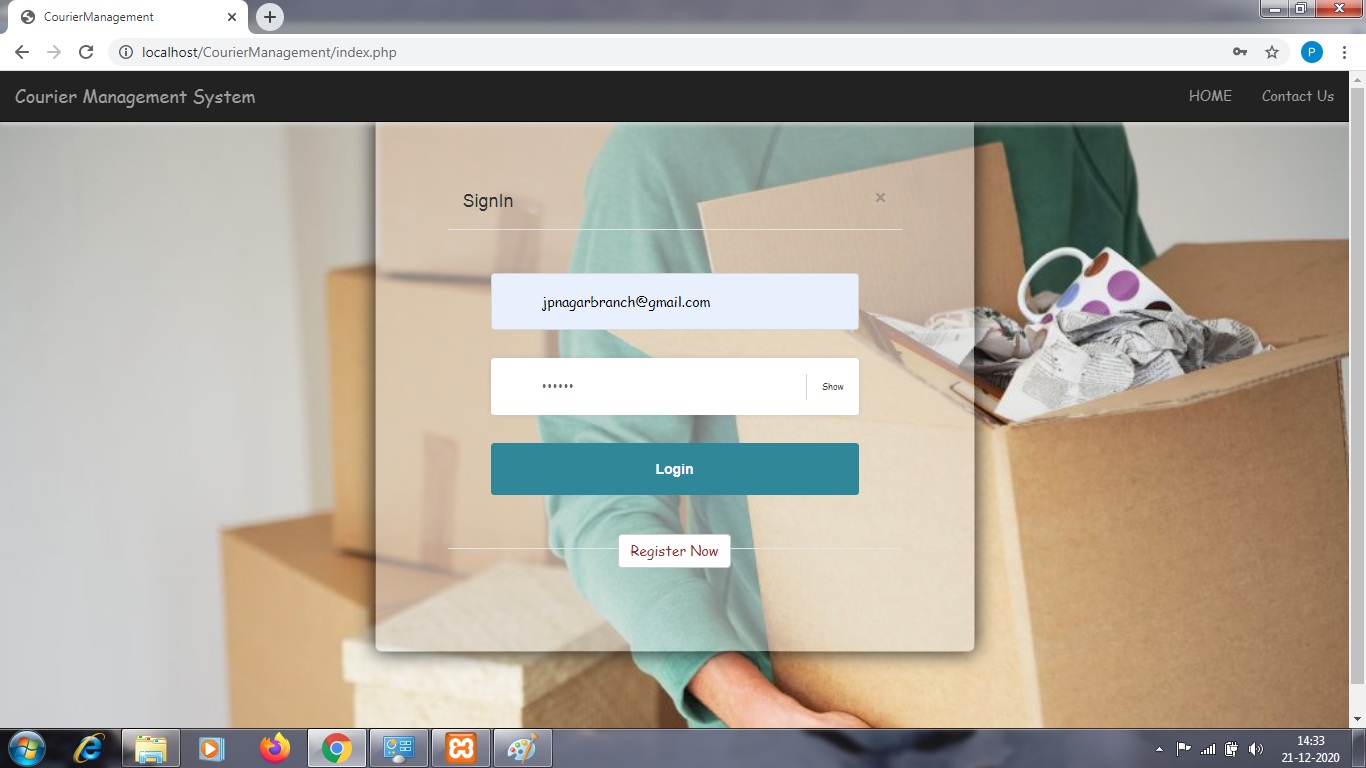 CourierManagement
localhost/CourierManagement/index.php
P
Courier Management System
HOME
Contact Us
SignIn
×
jpnagarbranch@gmail.com
••••••
Show
Login
Register Now
14:33
21-12-2020